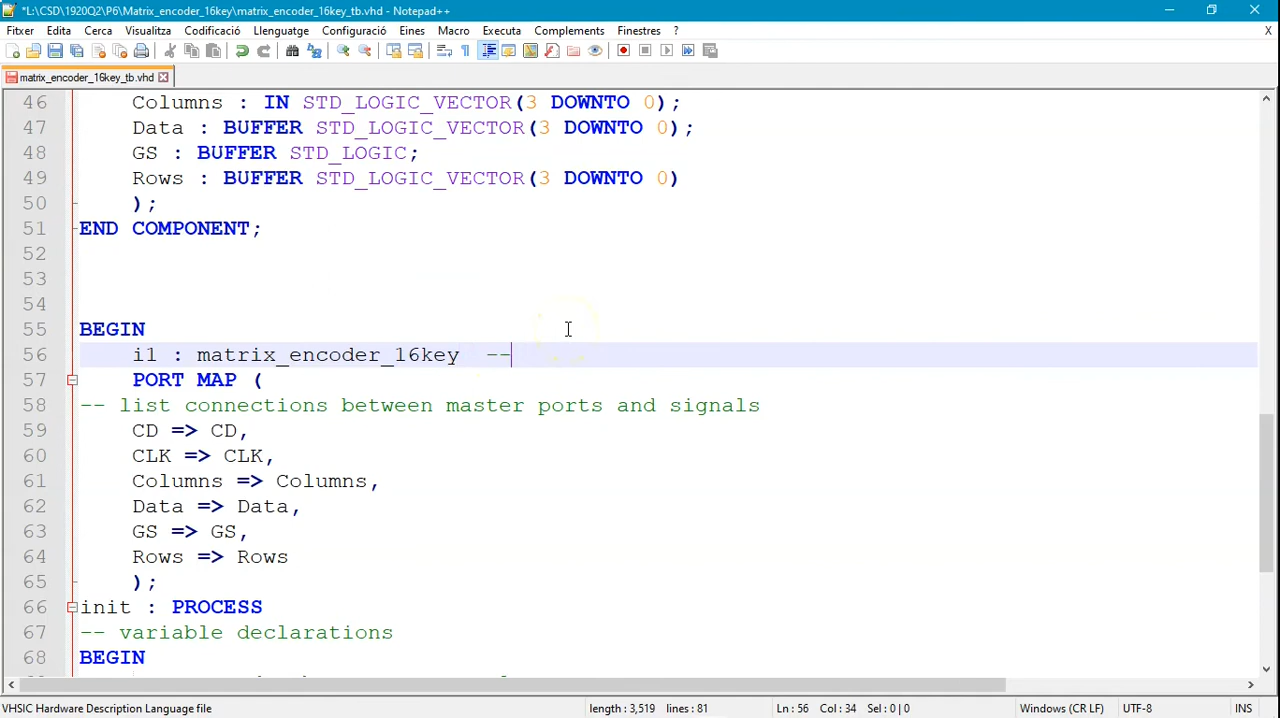 *L:\CSD\1920Q2\P6\Matrix_encoder_16key\matrix_encoder_16key_tb.vhd - Notepad++
Fitxer Edita Cerca Visualitza Codificació Llenguatge Configuració Eines Macro Executa Complements Finestres ? X
matrix_encoder_16key_tb.vhd
46 Columns : IN STD_LOGIC_VECTOR(3 DOWNTO 0);
47 Data : BUFFER STD_LOGIC_VECTOR(3 DOWNTO 0);
48 GS : BUFFER STD_LOGIC;
49 Rows : BUFFER STD_LOGIC_VECTOR(3 DOWNTO 0)
50 );
51 END COMPONENT;
52
53
54
55 BEGIN
56 i1 : matrix_encoder_16key --
57 PORT MAP (
58 -- list connections between master ports and signals
59 CD => CD,
60 CLK => CLK,
61 Columns => Columns,
62 Data => Data,
63 GS => GS,
64 Rows => Rows
65 );
66 init : PROCESS
67 -- variable declarations
68 BEGIN
VHSIC Hardware Description Language file length : 3,519 lines : 81 Ln : 56 Col : 34 Sel : 0 | 0 Windows (CR LF) UTF-8 INS